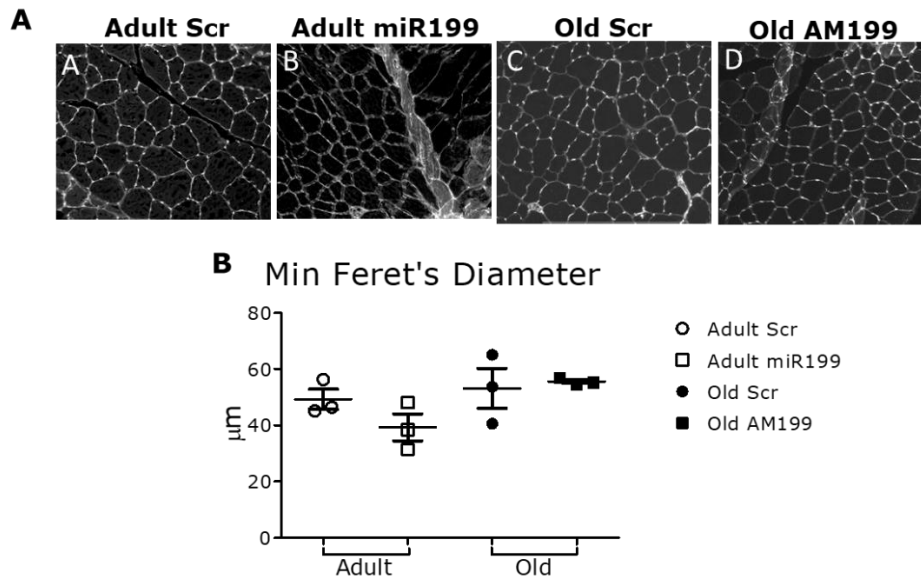 A
Adult Scr Adult miR199 Old Scr Old AM199
A B C D
B Min Feret's Diameter
80
60
40
20
0
μm
Adult Old
Adult Scr
Adult miR199
Old Scr
Old AM199